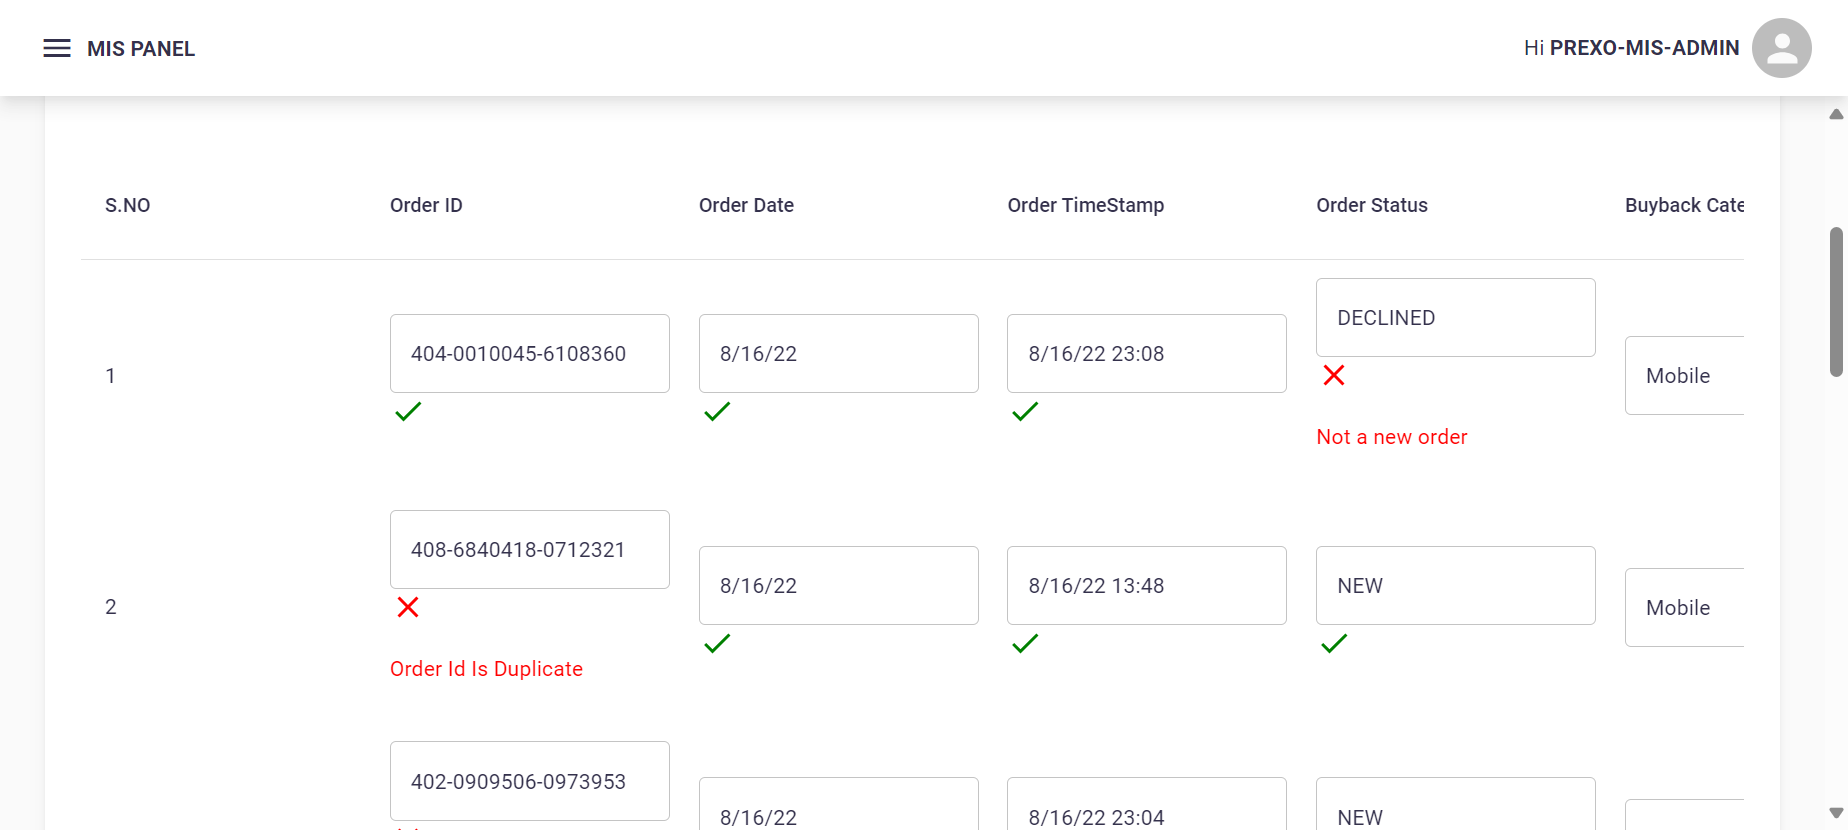 MIS PANEL
Hi PREXO-MIS-ADMIN
S.NO Order ID Order Date Order TimeStamp Order Status Buyback Cate
1 404-0010045-6108360 8/16/22 8/16/22 23:08 DECLINED Mobile
Not a new order
2 408-6840418-0712321 8/16/22 8/16/22 13:48 NEW Mobile
Order Id Is Duplicate
402-0909506-0973953 8/16/22 8/16/22 23:04 NEW